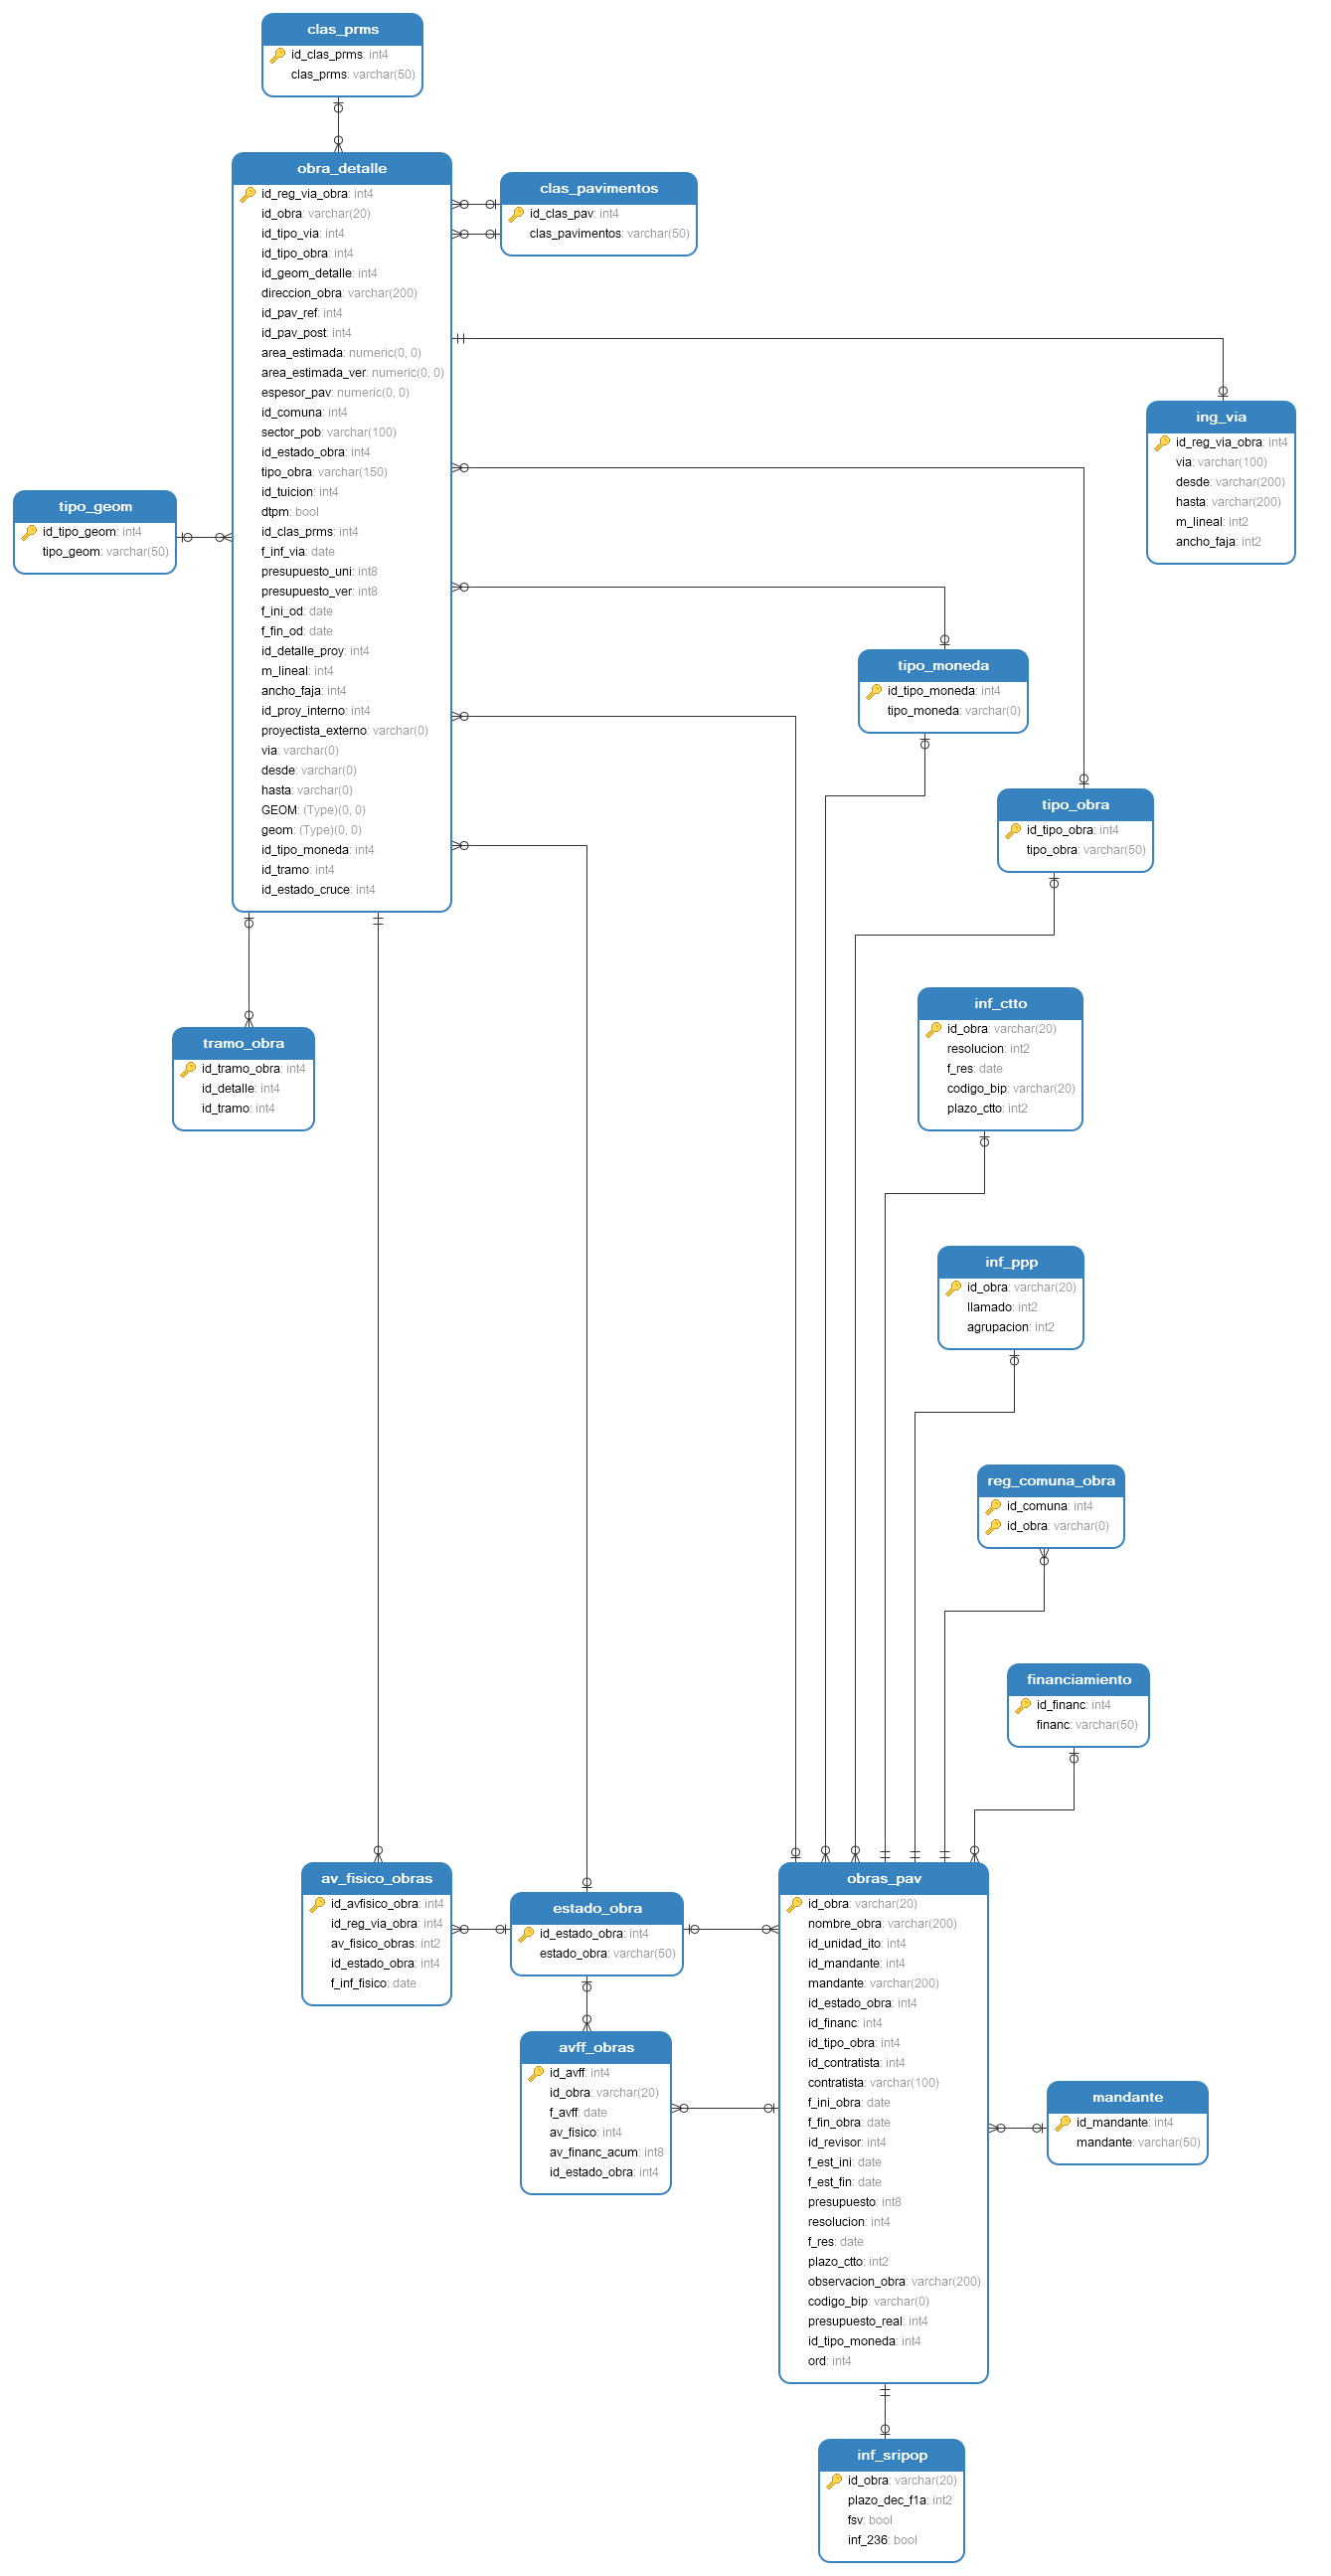 clas_prms
id_clas_prms: int4
clas_prms: varchar(50)
obra_detalle
id_reg_via_obra: int4
id_obra: varchar(20)
id_tipo_via: int4
id_tipo_obra: int4
id_geom_detalle: int4
direccion_obra: varchar(200)
id_pav_ref: int4
id_pav_post: int4
area_estimada: numeric(0, 0)
area_estimada_ver: numeric(0, 0)
espesor_pav: numeric(0, 0)
id_comuna: int4
sector_pob: varchar(100)
id_estado_obra: int4
tipo_obra: varchar(150)
id_tuicion: int4
dtpm: bool
id_clas_prms: int4
f_inf_via: date
presupuesto_uni: int8
presupuesto_ver: int8
f_ini_od: date
f_fin_od: date
id_detalle_proy: int4
m_lineal: int4
ancho_faja: int4
id_proy_interno: int4
proyectista_externo: varchar(0)
via: varchar(0)
desde: varchar(0)
hasta: varchar(0)
GEOM: (Type)(0, 0)
geom: (Type)(0, 0)
id_tipo_moneda: int4
id_tramo: int4
id_estado_cruce: int4
clas_pavimentos
id_clas_pav: int4
clas_pavimentos: varchar(50)
ing_via
id_reg_via_obra: int4
via: varchar(100)
desde: varchar(200)
hasta: varchar(200)
m_lineal: int2
ancho_faja: int2
tipo_geom
id_tipo_geom: int4
tipo_geom: varchar(50)
tipo_moneda
id_tipo_moneda: int4
tipo_moneda: varchar(0)
tipo_obra
id_tipo_obra: int4
tipo_obra: varchar(50)
inf_ctto
id_obra: varchar(20)
resolucion: int2
f_res: date
codigo_bip: varchar(20)
plazo_ctto: int2
tramo_obra
id_tramo_obra: int4
id_detalle: int4
id_tramo: int4
inf_ppp
id_obra: varchar(20)
llamado: int2
agrupacion: int2
reg_comuna_obra
id_comuna: int4
id_obra: varchar(0)
financiamiento
id_financ: int4
financ: varchar(50)
av_fisico_obras
id_avfisico_obra: int4
id_reg_via_obra: int4
av_fisico_obras: int2
id_estado_obra: int4
f_inf_fisico: date
estado_obra
id_estado_obra: int4
estado_obra: varchar(50)
avff_obras
id_avff: int4
id_obra: varchar(20)
f_avff: date
av_fisico: int4
av_financ_acum: int8
id_estado_obra: int4
obras_pav
id_obra: varchar(20)
nombre_obra: varchar(200)
id_unidad_ito: int4
id_mandante: int4
mandante: varchar(200)
id_estado_obra: int4
id_financ: int4
id_tipo_obra: int4
id_contratista: int4
contratista: varchar(100)
f_ini_obra: date
f_fin_obra: date
id_revisor: int4
f_est_ini: date
f_est_fin: date
presupuesto: int8
resolucion: int4
f_res: date
plazo_ctto: int2
observacion_obra: varchar(200)
codigo_bip: varchar(0)
presupuesto_real: int4
id_tipo_moneda: int4
ord: int4
mandante
id_mandante: int4
mandante: varchar(50)
inf_sripop
id_obra: varchar(20)
plazo_dec_f1a: int2
fsv: bool
inf_236: bool